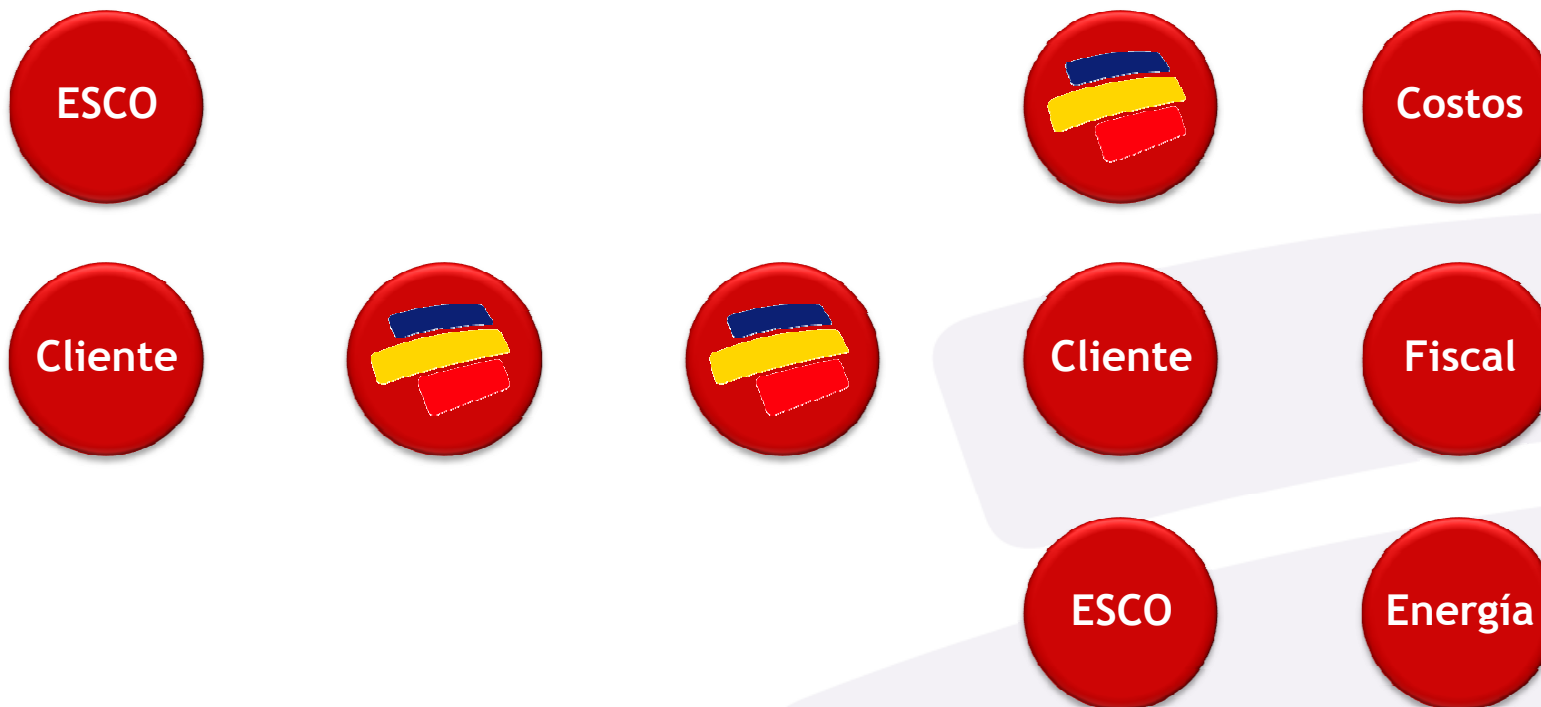 ESCO
Costos
Cliente
Cliente
Fiscal
ESCO
Energía